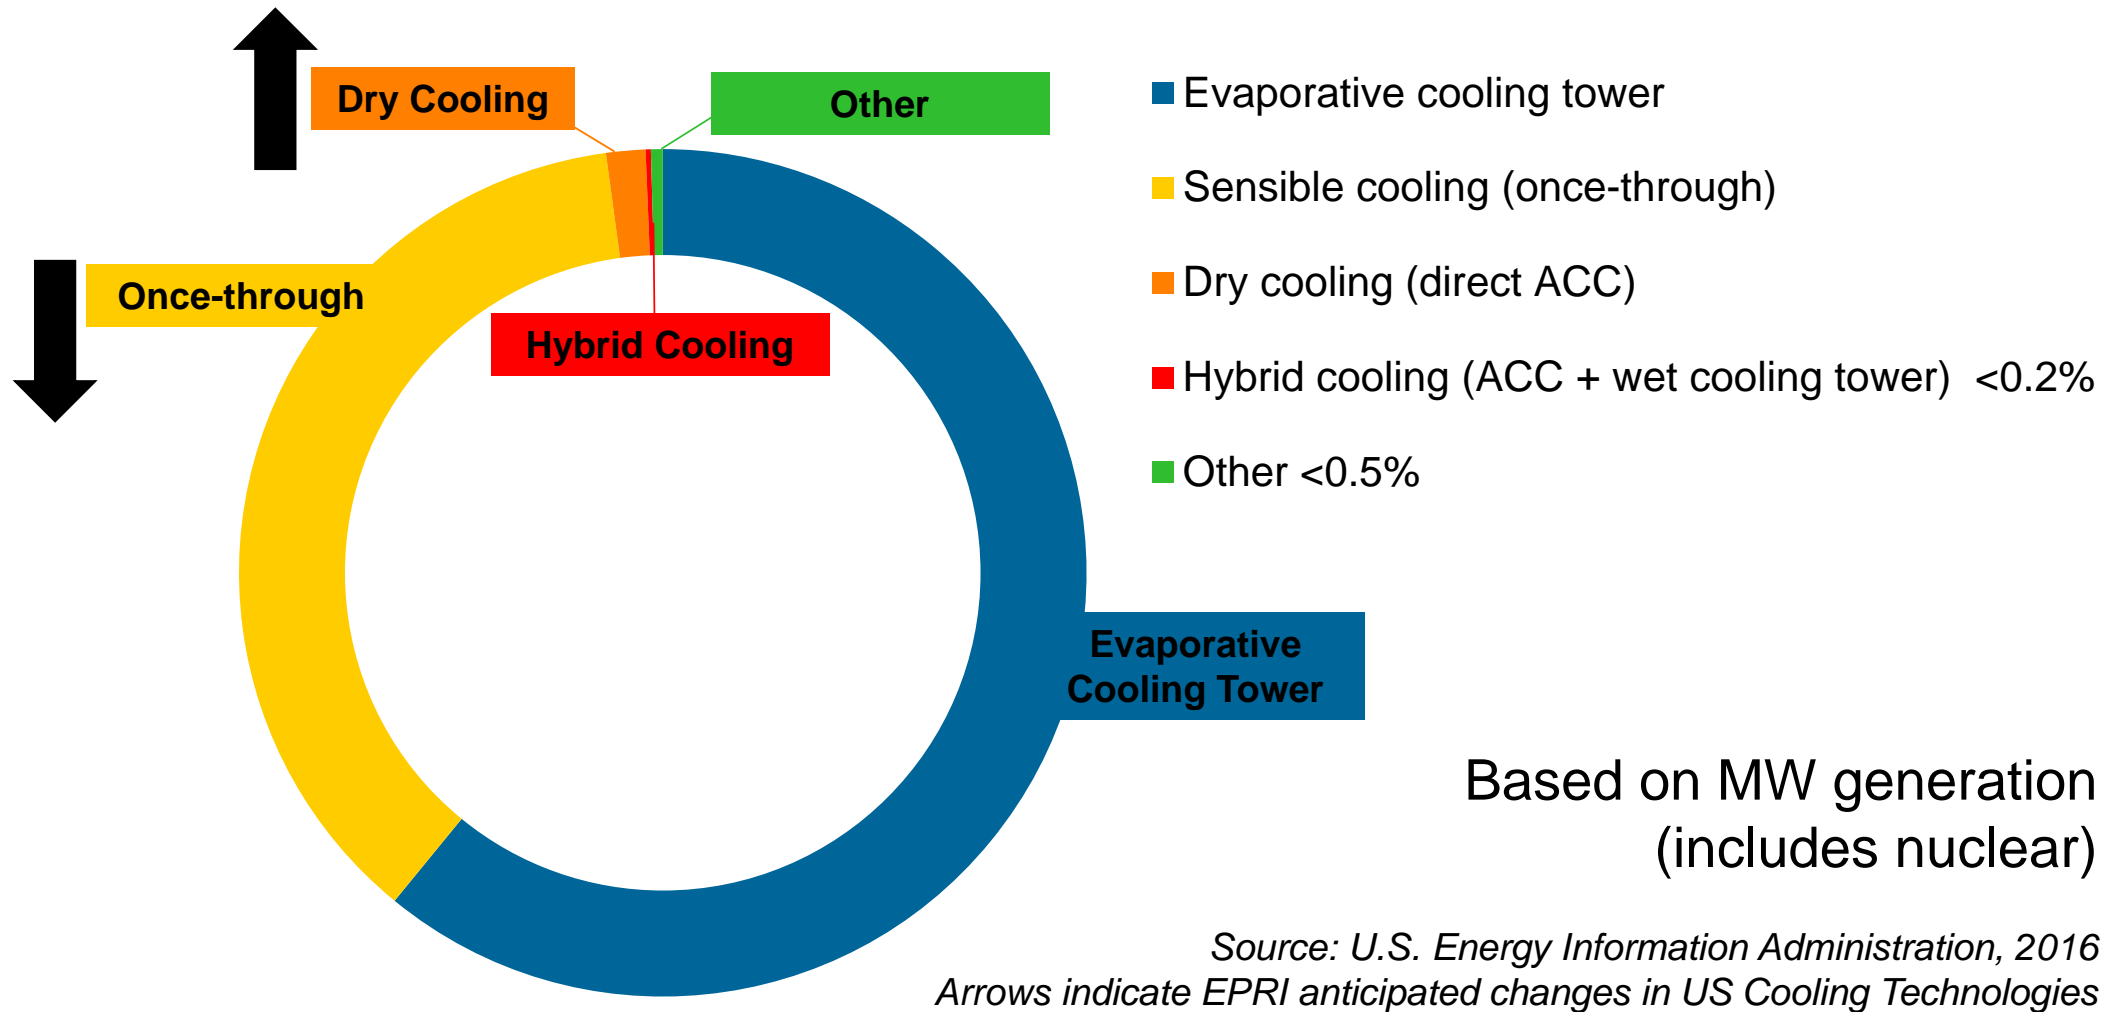 Dry Cooling
Other
Once-through
Hybrid Cooling
Evaporative
Cooling Tower
Evaporative cooling tower
Sensible cooling (once-through)
Dry cooling (direct ACC)
Hybrid cooling (ACC + wet cooling tower) <0.2%
Other <0.5%
Based on MW generation
(includes nuclear)
Source: U.S. Energy Information Administration, 2016
Arrows indicate EPRI anticipated changes in US Cooling Technologies